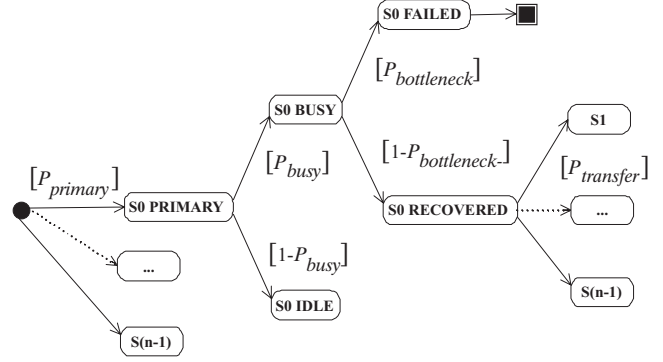 S0 FAILED
[P_bottleneck]
S0 BUSY
S1
[P_busy]
[1-P_bottleneck-]
[P_primary]
[P_transfer]
S0 PRIMARY
S0 RECOVERED
...
...
[1-P_busy]
S0 IDLE
S(n-1)
S(n-1)